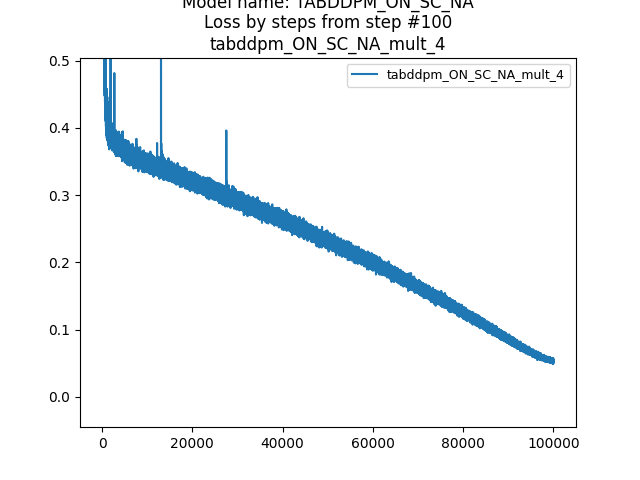 Model name: TABDDPM_ON_SC_NA
Loss by steps from step #100
tabddpm_ON_SC_NA_mult_4
tabddpm_ON_SC_NA_mult_4
0.5
0.4
0.3
0.2
0.1
0.0
0 20000 40000 60000 80000 100000